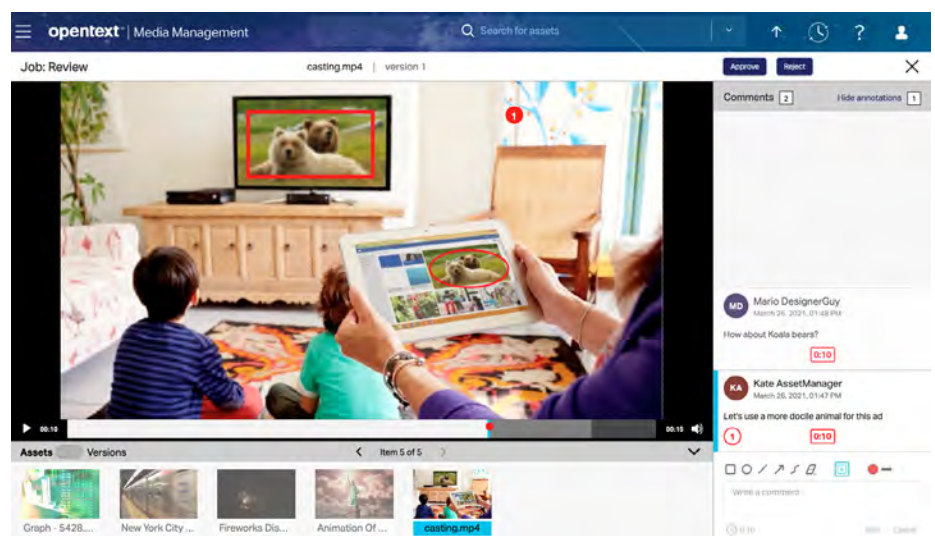 opentext™ | Media Management
Search for assets
?
Job: Review
casting.mp4 | version 1
Approve
Reject
Comments 2
Hide annotations 1
1
MD
Mario DesignerGuy
March 26, 2021, 01:48 PM
How about Koala bears?
0:10
KA
Kate AssetManager
March 26, 2021, 01:47 PM
Let's use a more docile animal for this ad
1
0:10
00:10
00:15
Assets
Versions
Item 5 of 5
Write a comment
0:10
Cancel
Graph - 5428....
New York City ...
Fireworks Dis...
Animation Of ...
casting.mp4